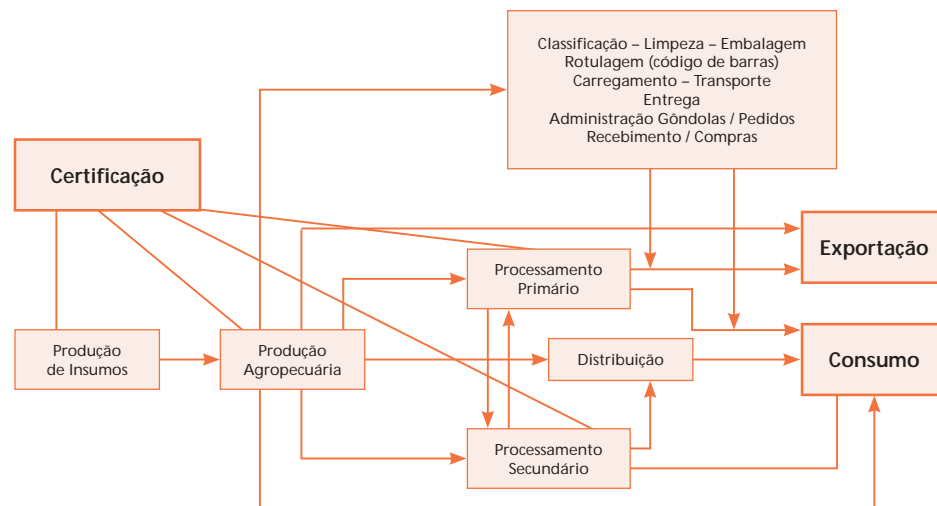 Classificação – Limpeza – Embalagem
Rotulagem (código de barras)
Carregamento – Transporte
Entrega
Administração Gôndolas / Pedidos
Recebimento / Compras
Certificação
Exportação
Processamento
Primário
Produção
de Insumos
Produção
Agropecuária
Distribuição
Consumo
Processamento
Secundário